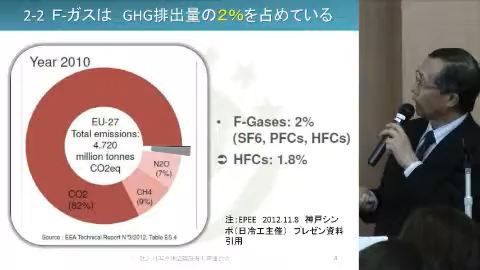 2-2 F-ガスは GHG排出量の2%を占めている
Year 2010
EU-27
Total emissions:
4.720
million tonnes
CO2eq
N2O
(7%)
CH4
(9%)
CO2
(82%)
Source : EEA Technical Report N°3/2012, Table ES.4
• F-Gases: 2%
(SF6, PFCs, HFCs)
➲ HFCs: 1.8%
注：EPEE 2012.11.8 神戸シン
ポ（日冷工主催） プレゼン資料
引用